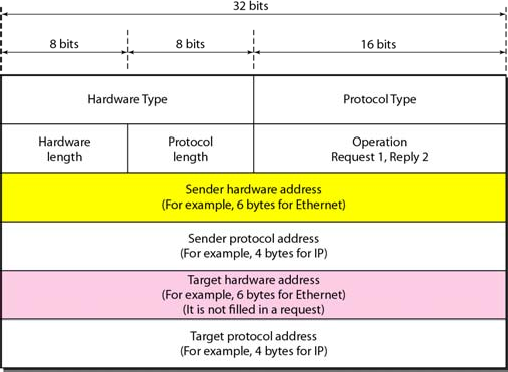 32 bits
8 bits
8 bits
16 bits
Hardware Type
Protocol Type
Hardware
length
Protocol
length
Operation
Request 1, Reply 2
Sender hardware address
(For example, 6 bytes for Ethernet)
Sender protocol address
(For example, 4 bytes for IP)
Target hardware address
(For example, 6 bytes for Ethernet)
(It is not filled in a request)
Target protocol address
(For example, 4 bytes for IP)